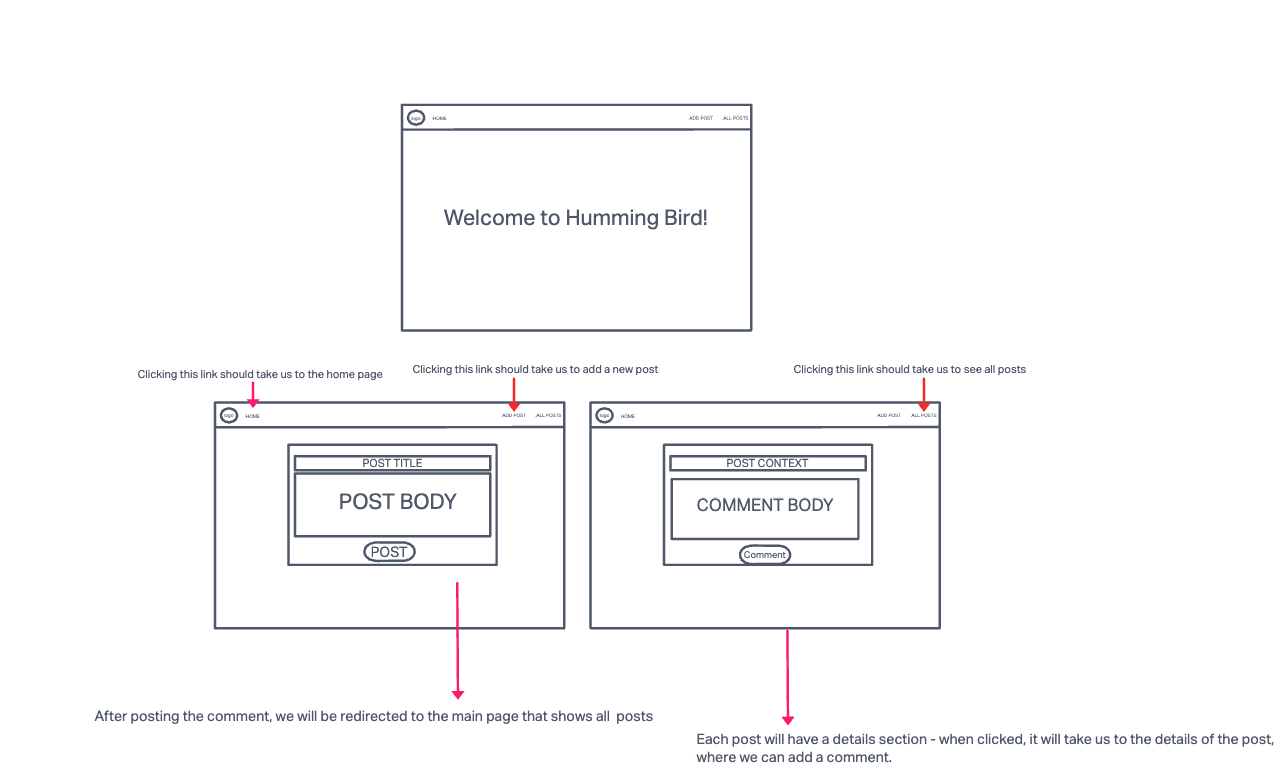 logo HOME ADD POST ALL POSTS
Welcome to Humming Bird!
Clicking this link should take us to the home page
Clicking this link should take us to add a new post
Clicking this link should take us to see all posts
logo HOME ADD POST ALL POSTS
POST TITLE
POST BODY
POST
logo HOME ADD POST ALL POSTS
POST CONTEXT
COMMENT BODY
Comment
After posting the comment, we will be redirected to the main page that shows all  posts
Each post will have a details section - when clicked, it will take us to the details of the post,
where we can add a comment.